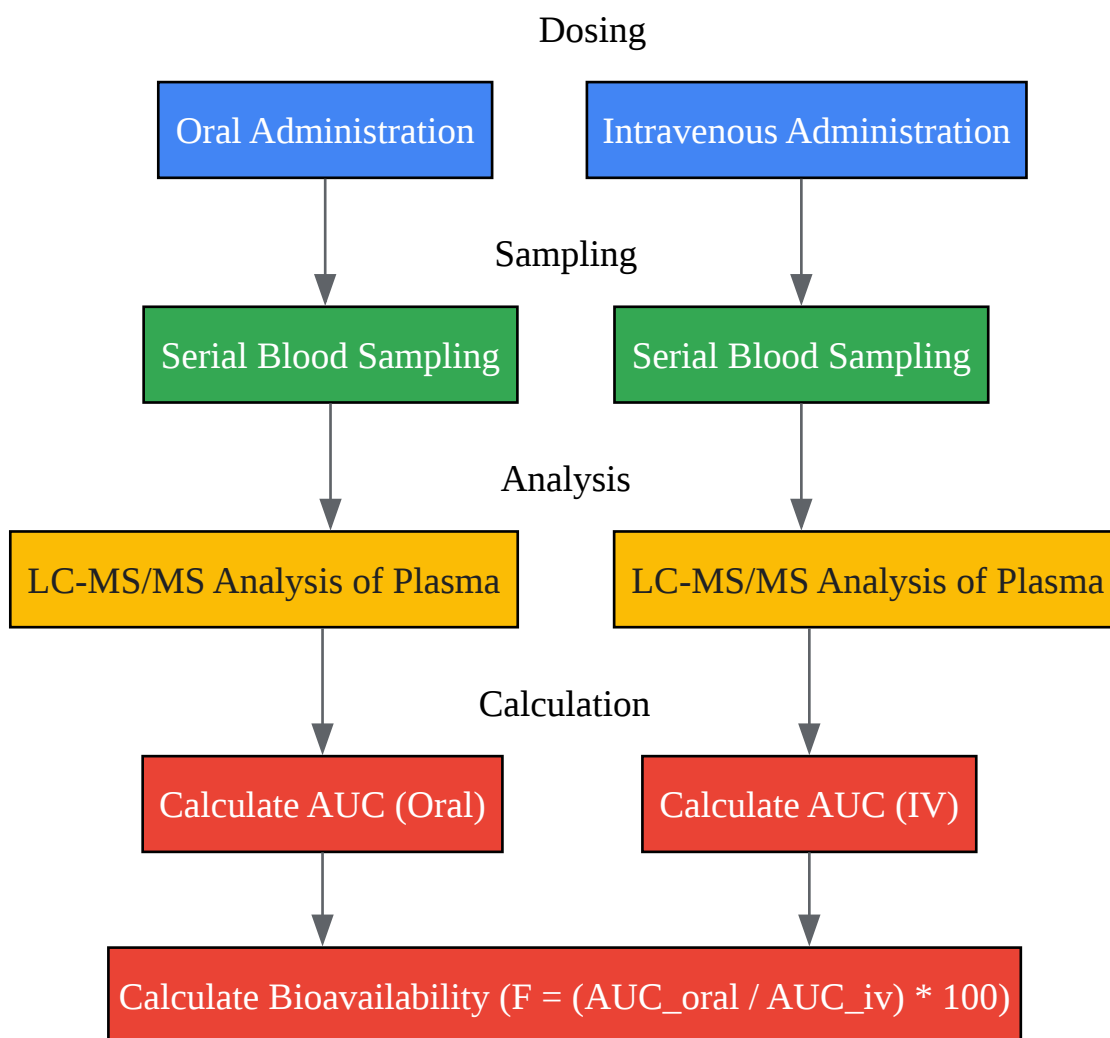 Dosing
Oral Administration
Intravenous Administration
Sampling
Serial Blood Sampling
Serial Blood Sampling
Analysis
LC-MS/MS Analysis of Plasma
LC-MS/MS Analysis of Plasma
Calculation
Calculate AUC (Oral)
Calculate AUC (IV)
Calculate Bioavailability (F = (AUC_oral / AUC_iv) * 100)